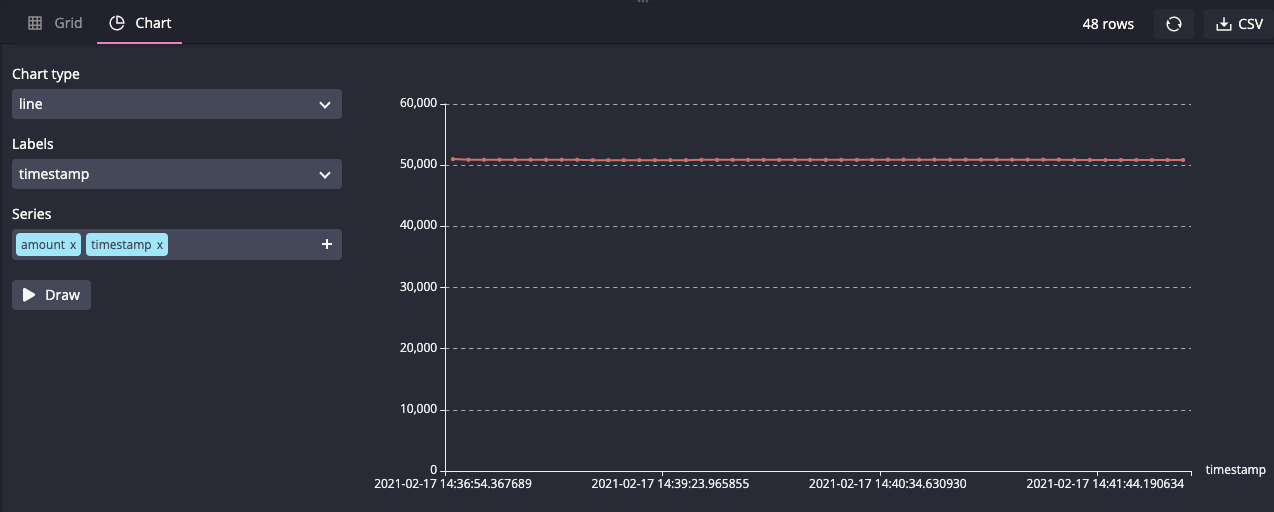 Grid Chart 48 rows CSV
Chart type
line
Labels
timestamp
Series
amount x timestamp x +
Draw
60,000
50,000
40,000
30,000
20,000
10,000
0
timestamp
2021-02-17 14:36:54.367689 2021-02-17 14:39:23.965855 2021-02-17 14:40:34.630930 2021-02-17 14:41:44.190634